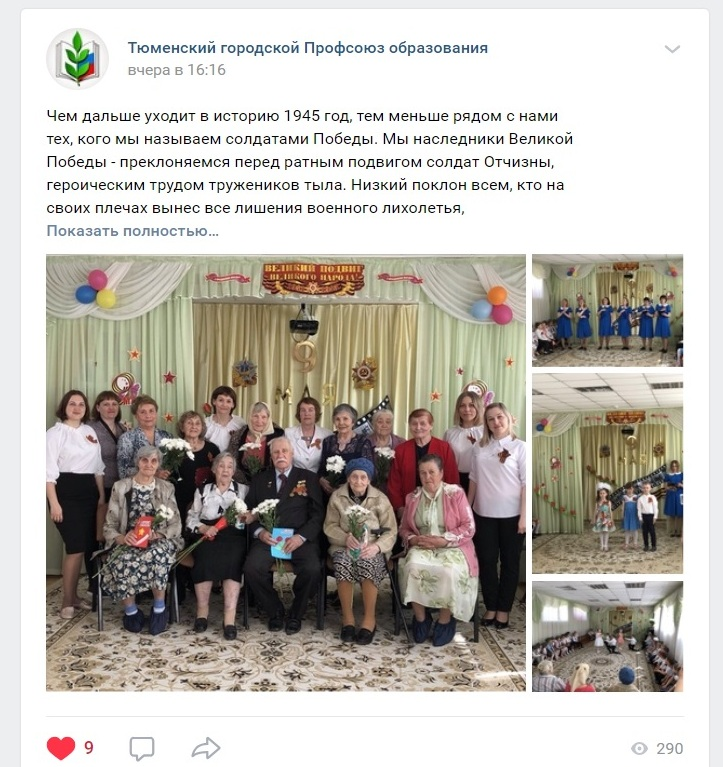 Тюменский городской Профсоюз образования
вчера в 16:16
Чем дальше уходит в историю 1945 год, тем меньше рядом с нами
тех, кого мы называем солдатами Победы. Мы наследники Великой
Победы - преклоняемся перед ратным подвигом солдат Отчизны,
героическим трудом тружеников тыла. Низкий поклон всем, кто на
своих плечах вынес все лишения военного лихолетья,
Показать полностью...
ВЕЛИКИЙ ПОДВИГ
ВЕЛИКОГО НАРОДА
9
М А Я
9
290